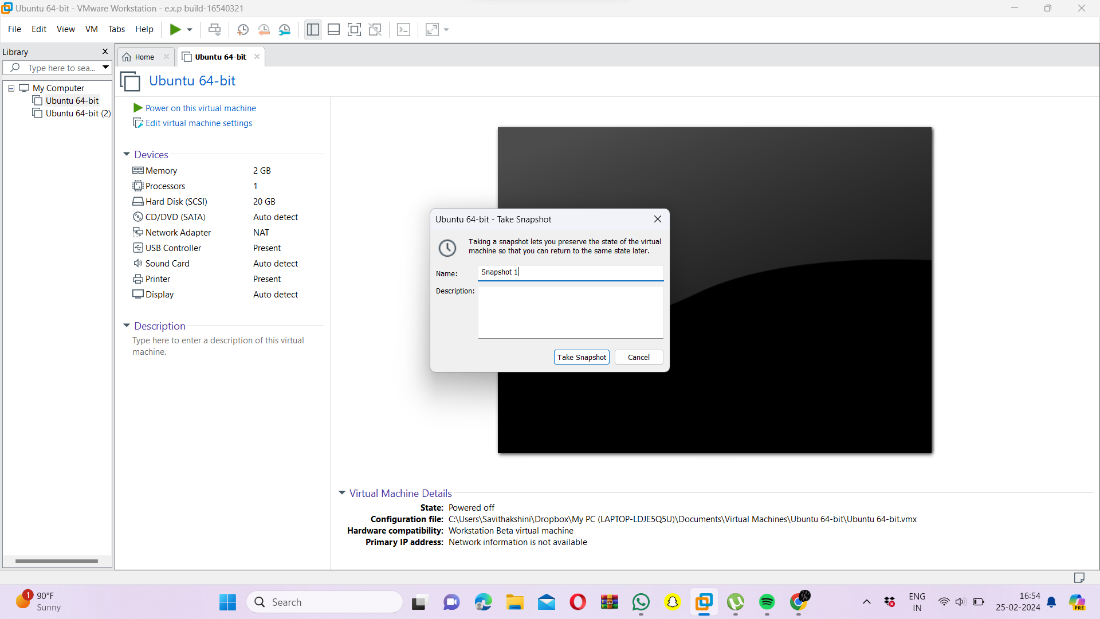 Ubuntu 64-bit - VMware Workstation - e.x.p build-16540321
File Edit View VM Tabs Help
Library
Type here to sea...
My Computer
Ubuntu 64-bit
Ubuntu 64-bit (2)
Home
Ubuntu 64-bit
Ubuntu 64-bit
Power on this virtual machine
Edit virtual machine settings
Devices
Memory 2 GB
Processors 1
Hard Disk (SCSI) 20 GB
CD/DVD (SATA) Auto detect
Network Adapter NAT
USB Controller Present
Sound Card Auto detect
Printer Present
Display Auto detect
Description
Type here to enter a description of this virtual
machine.
Ubuntu 64-bit - Take Snapshot
Taking a snapshot lets you preserve the state of the virtual
machine so that you can return to the same state later.
Name: Snapshot 1
Description:
Take Snapshot Cancel
Virtual Machine Details
State: Powered off
Configuration file: C:\Users\Savithakshini\Dropbox\My PC (LAPTOP-LDJE5Q5U)\Documents\Virtual Machines\Ubuntu 64-bit\Ubuntu 64-bit.vmx
Hardware compatibility: Workstation Beta virtual machine
Primary IP address: Network information is not available
1
90°F
Sunny
Search
ENG
IN
16:54
25-02-2024
PRE